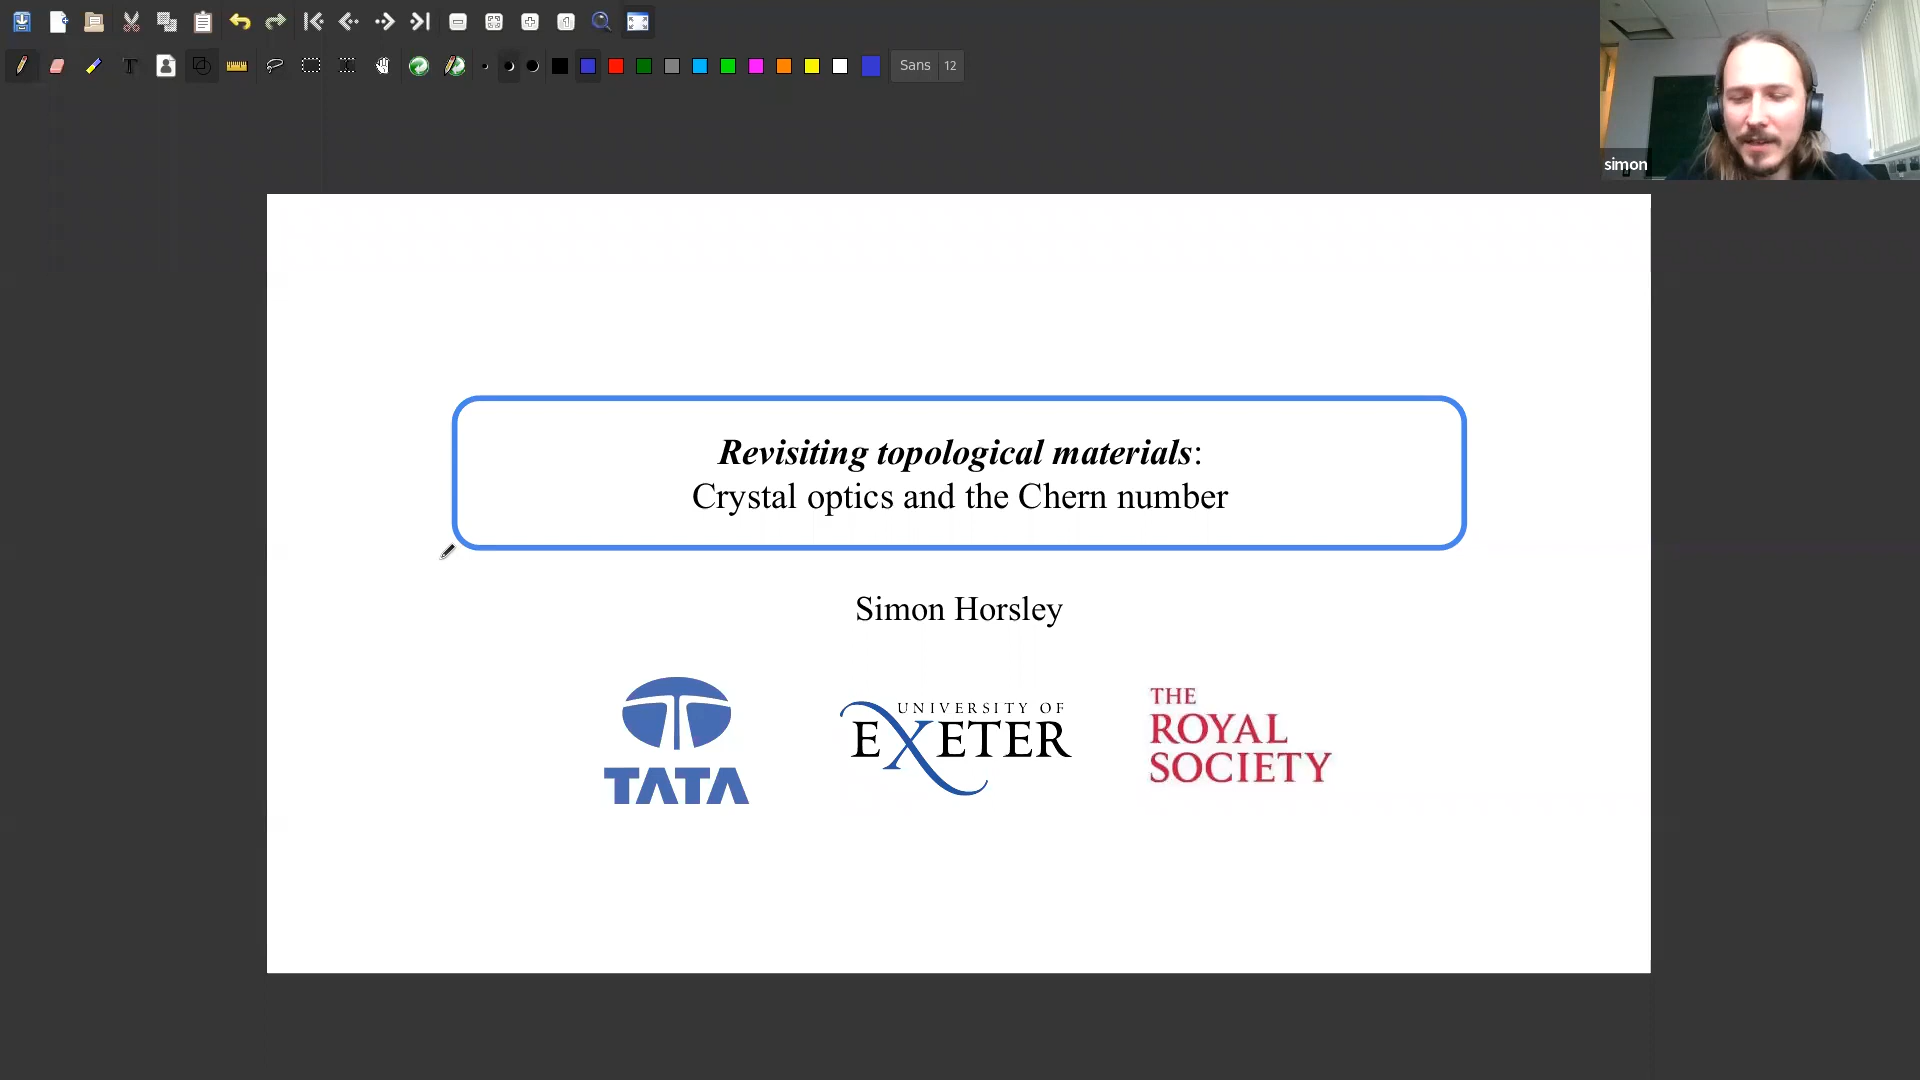 Sans 12
simon
Revisiting topological materials:
Crystal optics and the Chern number
Simon Horsley
TATA
UNIVERSITY OF
EXETER
THE
ROYAL
SOCIETY